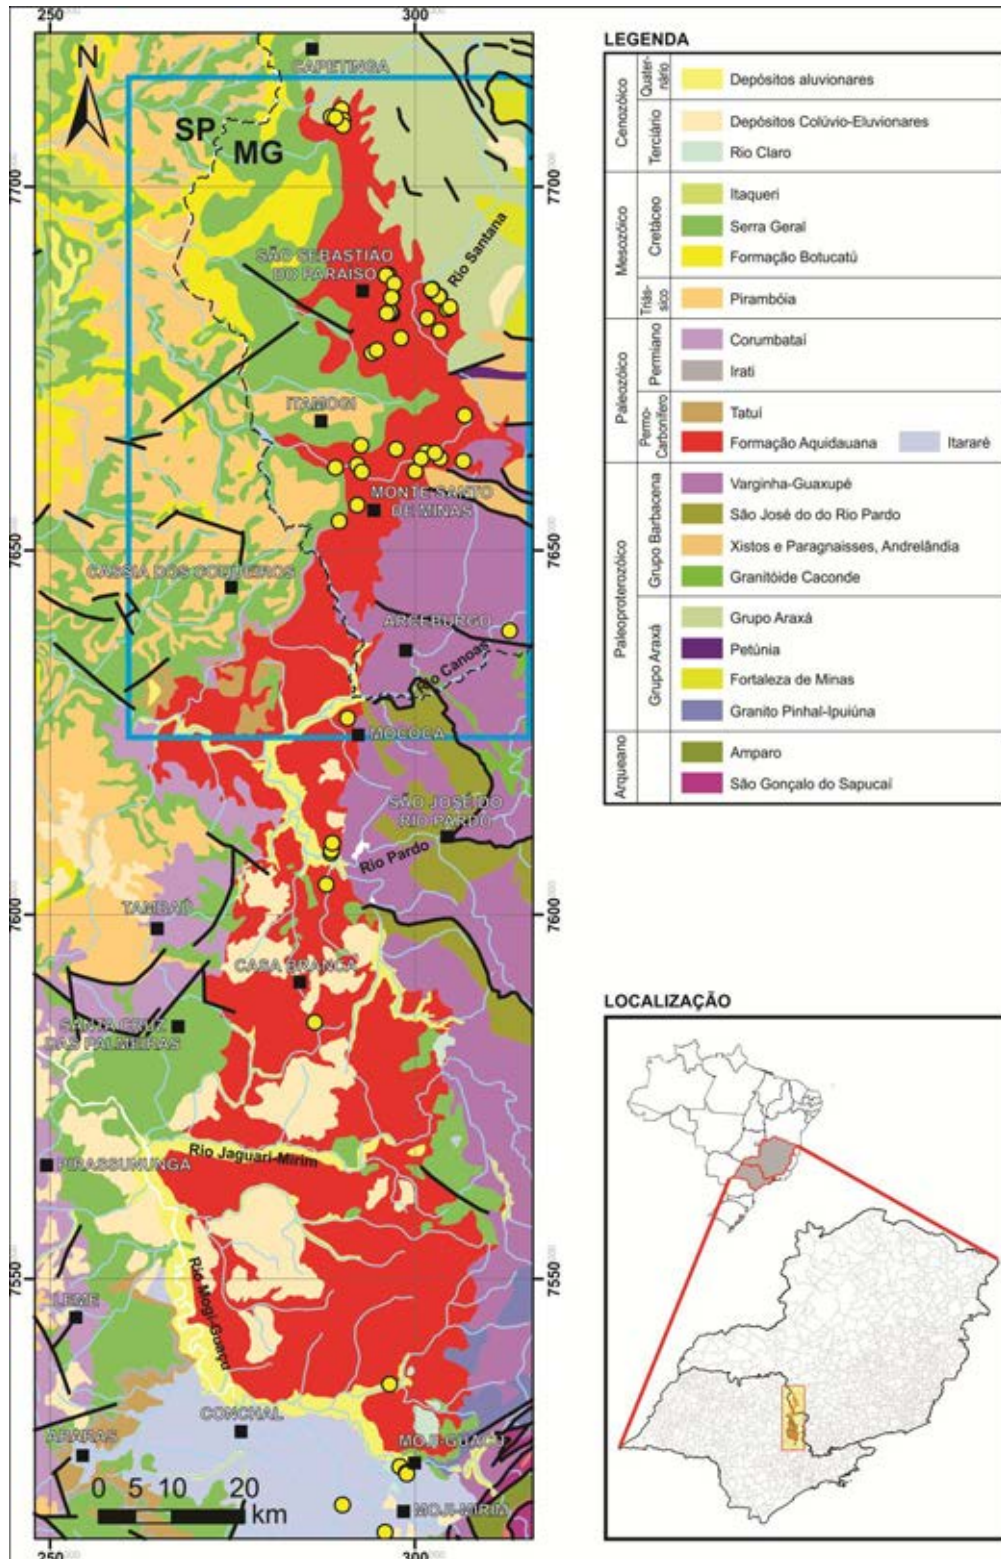 250
300
N
CAPETINGA
SP
MG
7700
7700
Rio Santana
SÃO SEBASTIÃO
DO PARAISO
ITAMOGI
MONTE SANTO
DE MINAS
7650
7650
CASSIA DOS COQUEIROS
ARCEBURGO
Rio Canoas
MOCOCA
SÃO JOSÉ DO
RIO PARDO
Rio Pardo
7600
7600
TAMBAÚ
CASA BRANCA
SANTA CRUZ
DAS PALMEIRAS
Rio Jaguari-Mirim
PIRASSUNUNGA
Rio Mogi-Guaçu
7550
7550
LEME
CONCHAL
ARARAS
MOJI-GUAÇU
MOJI-MIRIM
0 5 10 20
km
250
300
LEGENDA
Cenozóico
Quater-
nário
Depósitos aluvionares
Terciário
Depósitos Colúvio-Eluvionares
Rio Claro
Mesozóico
Cretáceo
Itaqueri
Serra Geral
Formação Botucatú
Triás-
sico
Pirambóia
Paleozóico
Permiano
Corumbataí
Irati
Permo-
Carbonífero
Tatuí
Formação Aquidauana
Itararé
Paleoproterozóico
Grupo Barbacena
Varginha-Guaxupé
São José do do Rio Pardo
Xistos e Paragnaisses, Andrelândia
Granitóide Caconde
Grupo Araxá
Grupo Araxá
Petúnia
Fortaleza de Minas
Granito Pinhal-Ipuiúna
Arqueano
Amparo
São Gonçalo do Sapucaí
LOCALIZAÇÃO